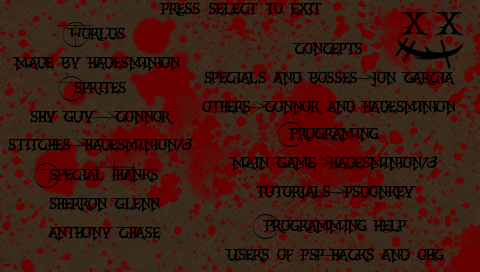 PRESS SELECT TO EXIT
WORLDS
MADE BY HADESMINION
SPRITES
SHY GUY-->CONNOR
STITCHES->HADESMINION/3
SPECIAL THANKS
SHERRON GLENN
ANTHONY CHASE
CONCEPTS
SPECIALS AND BOSSES->JON GARCIA
OTHERS->CONNOR AND HADESMINION
PROGRAMING
MAIN GAME->HADESMINION/3
TUTORIALS->PSDONKEY
PROGRAMMING HELP
USERS OF PSP-HACKS AND QHG